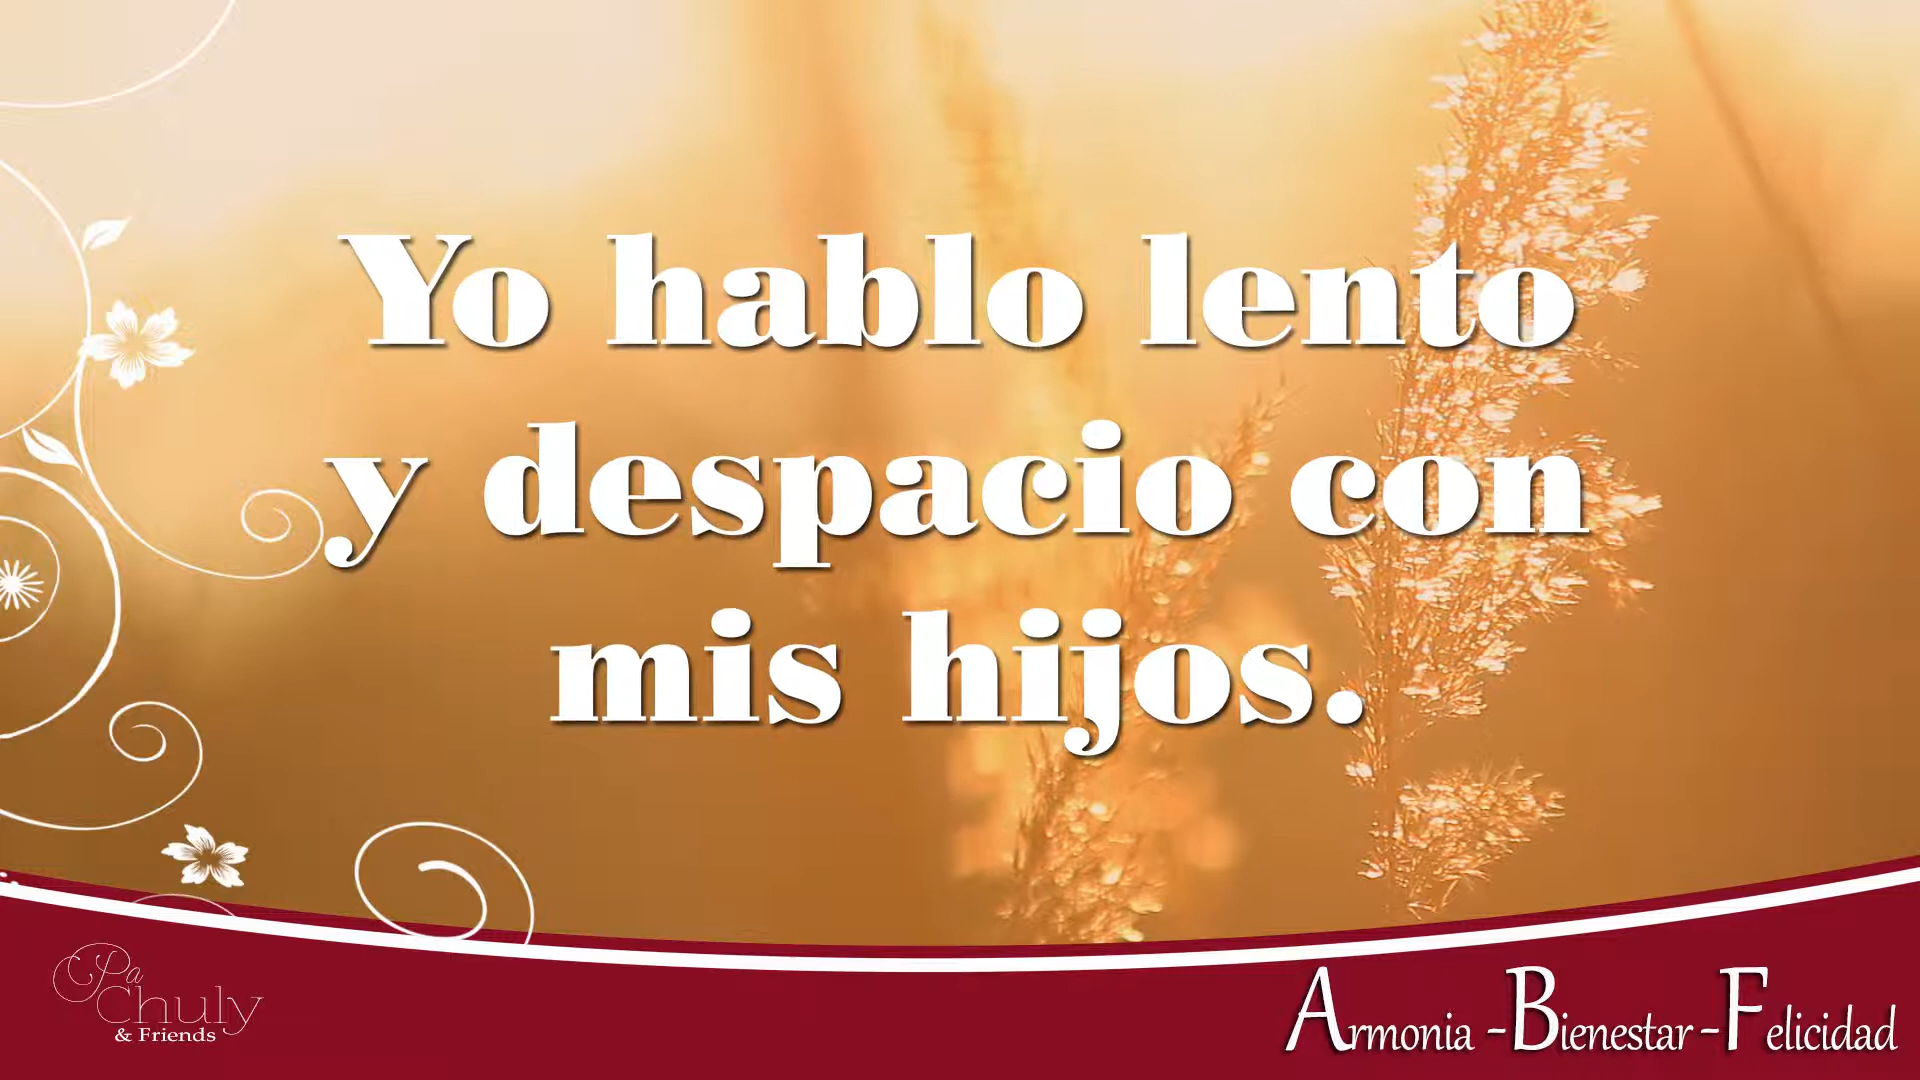 Yo hablo lento
y despacio con
mis hijos.
Pa
Chuly
& Friends
Armonia - Bienestar - Felicidad